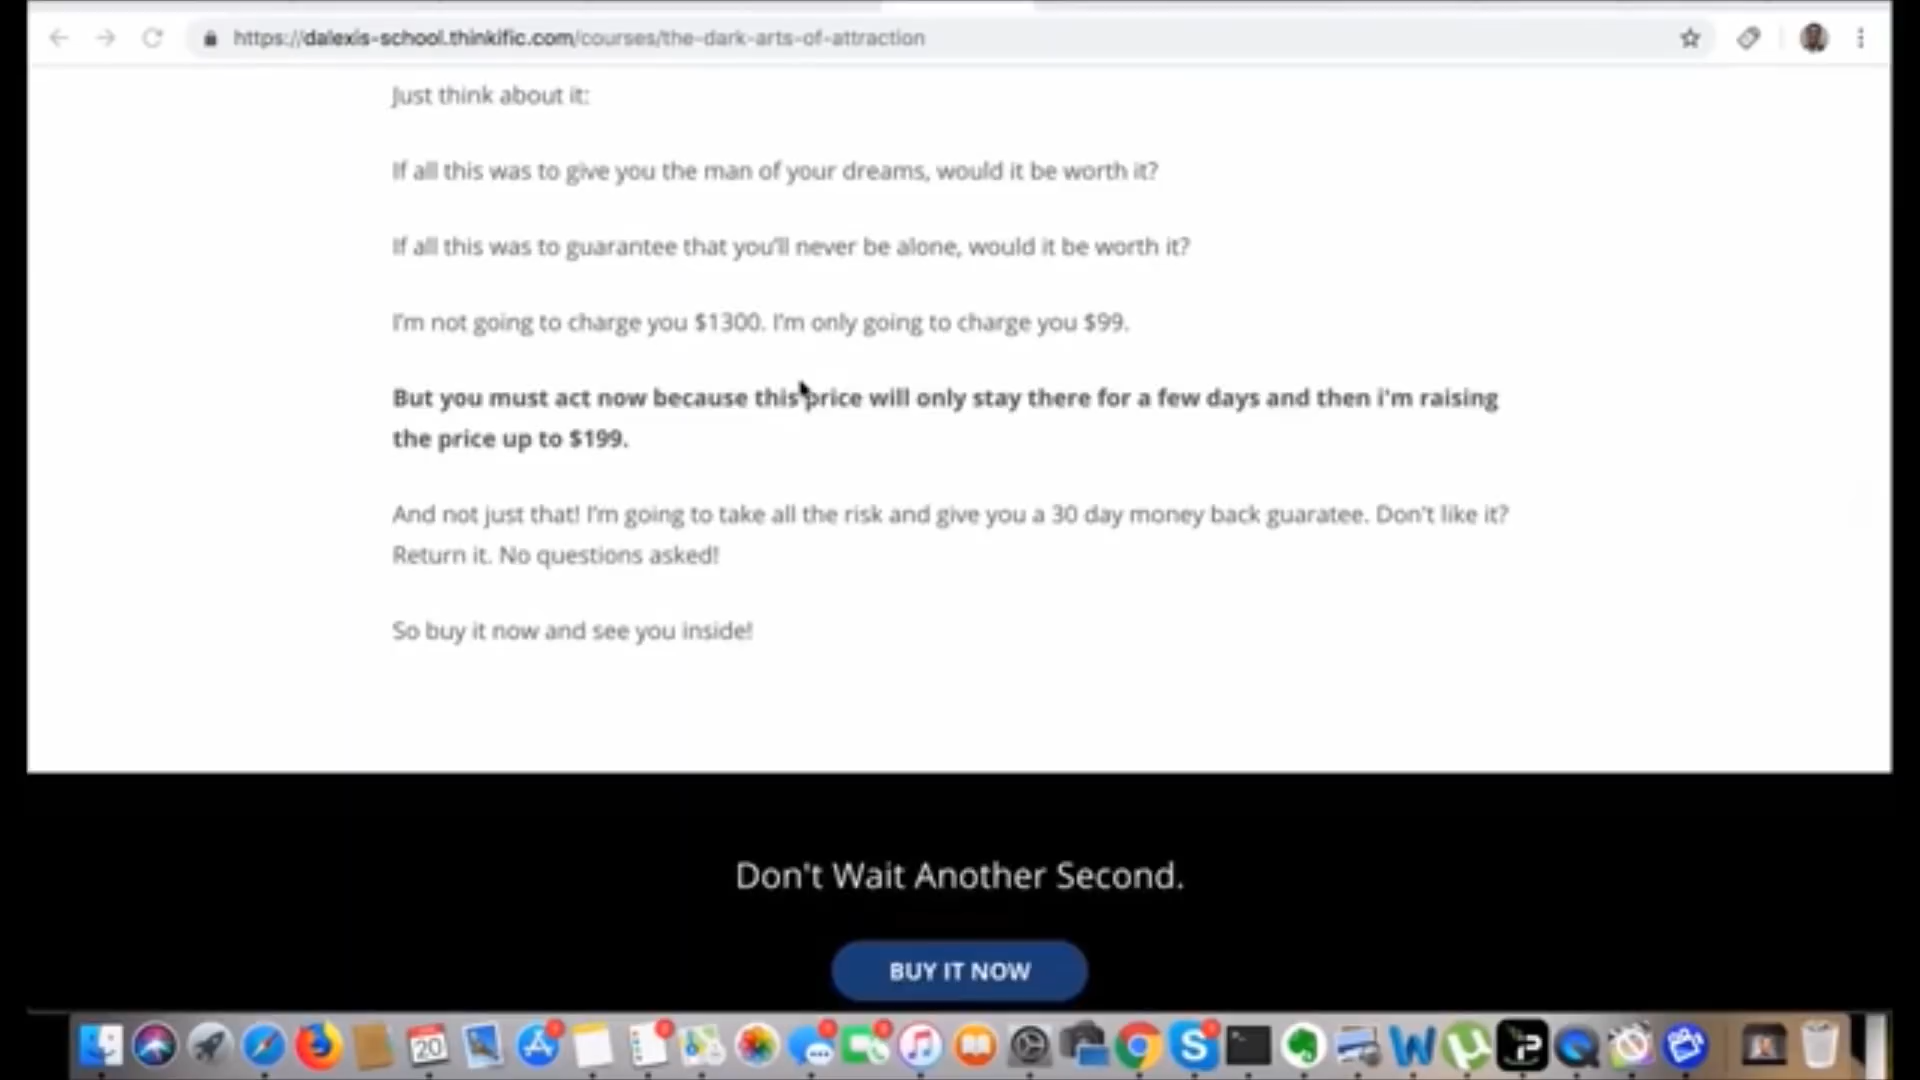 https://dalexis-school.thinkific.com/courses/the-dark-arts-of-attraction
Just think about it:
If all this was to give you the man of your dreams, would it be worth it?
If all this was to guarantee that you'll never be alone, would it be worth it?
I'm not going to charge you $1300. I'm only going to charge you $99.
But you must act now because this price will only stay there for a few days and then i'm raising
the price up to $199.
And not just that! I'm going to take all the risk and give you a 30 day money back guaratee. Don't like it?
Return it. No questions asked!
So buy it now and see you inside!
Don't Wait Another Second.
BUY IT NOW
20